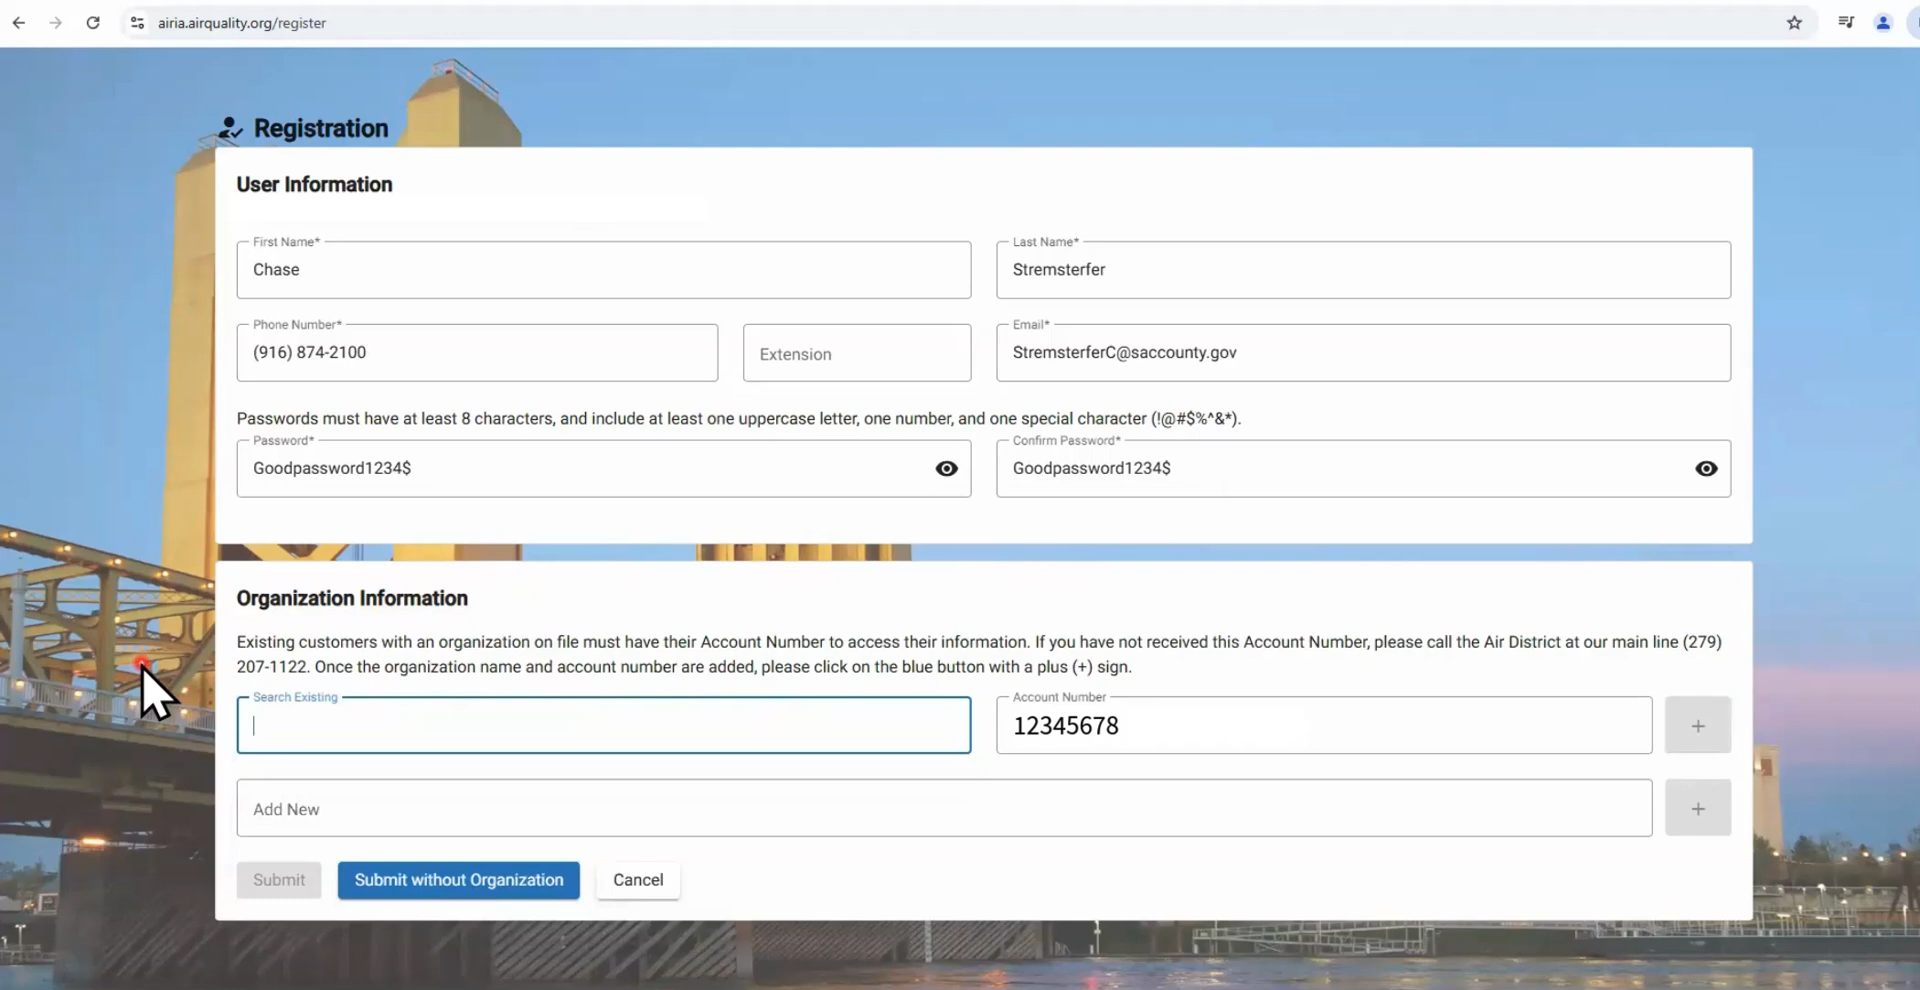 airia.airquality.org/register
Registration
User Information
First Name*
Chase
Last Name*
Stremsterfer
Phone Number*
(916) 874-2100
Extension
Email*
StremsterferC@saccounty.gov
Passwords must have at least 8 characters, and include at least one uppercase letter, one number, and one special character (!@#$%^&*).
Password*
Goodpassword1234$
Confirm Password*
Goodpassword1234$
Organization Information
Existing customers with an organization on file must have their Account Number to access their information. If you have not received this Account Number, please call the Air District at our main line (279)
207-1122. Once the organization name and account number are added, please click on the blue button with a plus (+) sign.
Search Existing
Account Number
12345678
+
Add New
+
Submit
Submit without Organization
Cancel